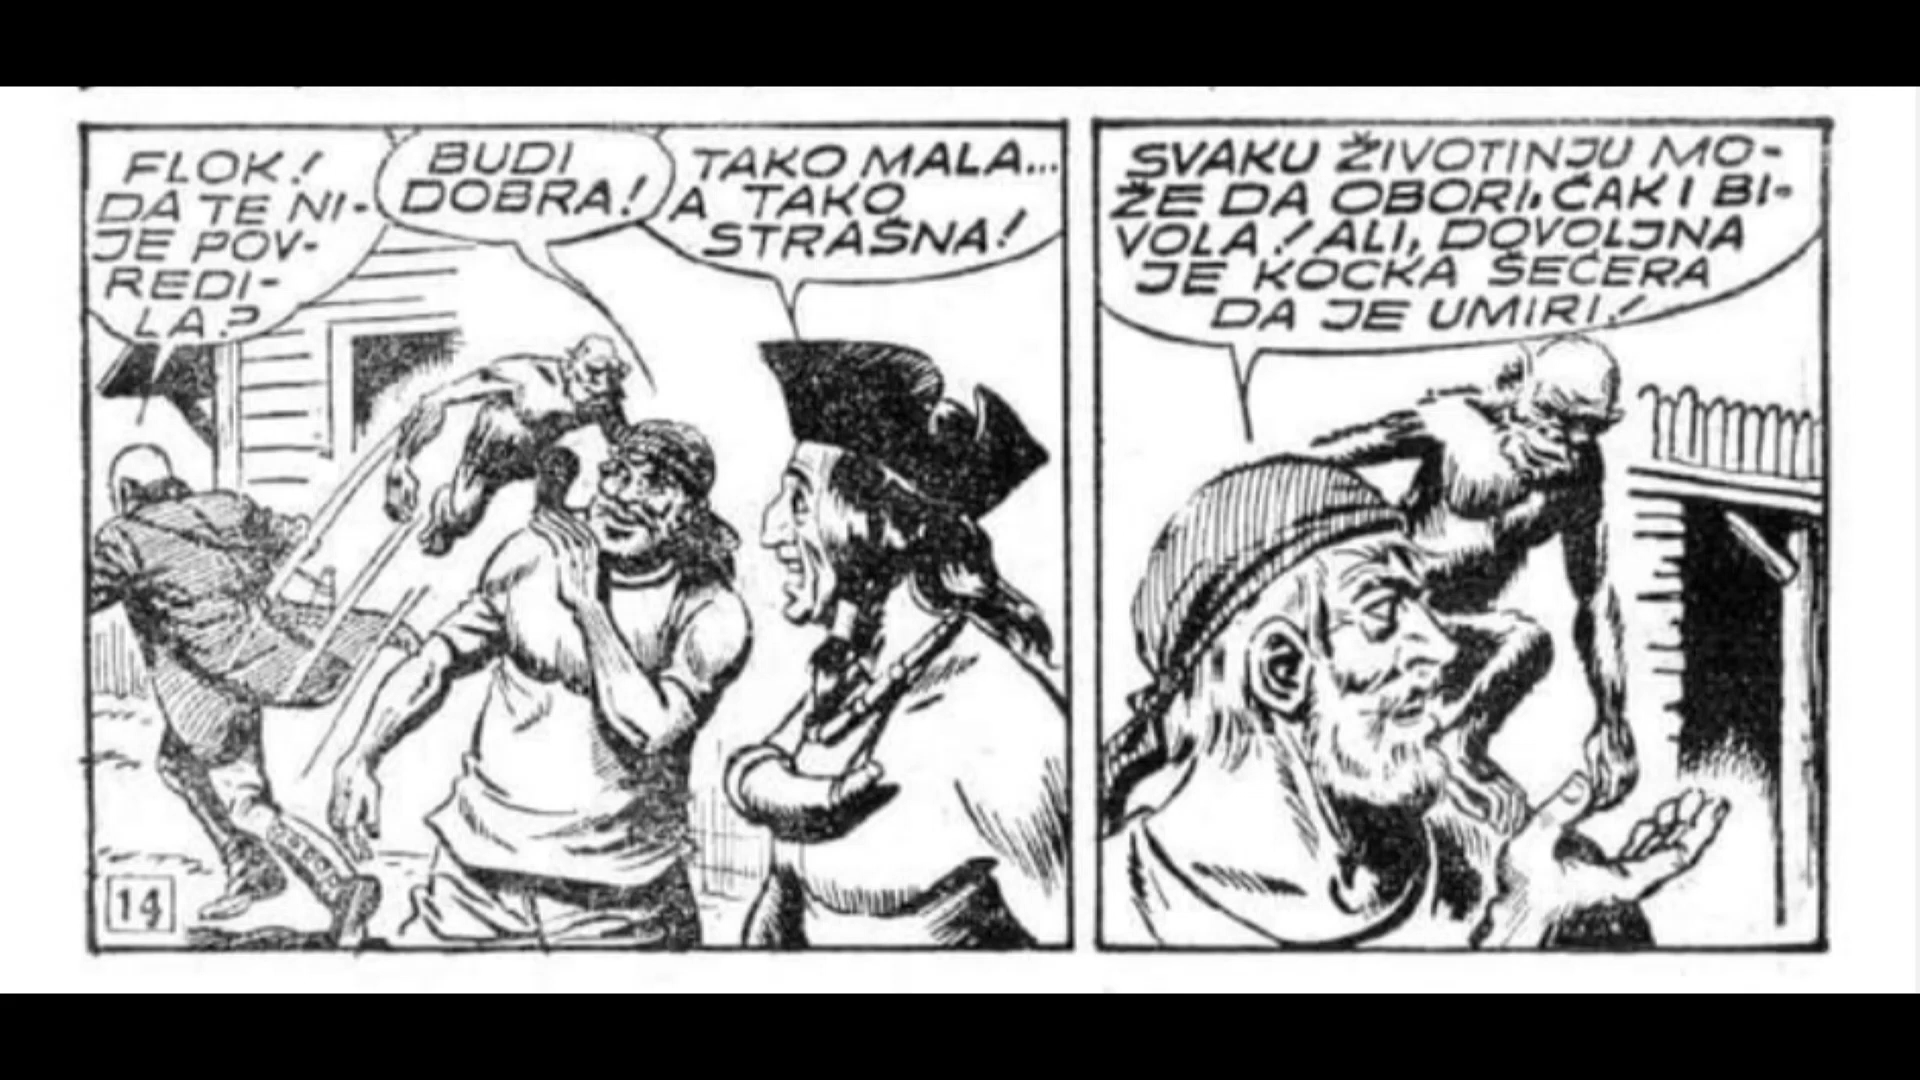 FLOK!
DA TE NI-
JE POV-
REDI-
LA?
BUDI
DOBRA!
TAKO MALA...
A TAKO
STRAŠNA!
SVAKU ŽIVOTINJU MO-
ŽE DA OBORI, ČAK I BI-
VOLA! ALI, DOVOLJNA
JE KOCKA ŠEĆERA
DA JE UMIRI!
14